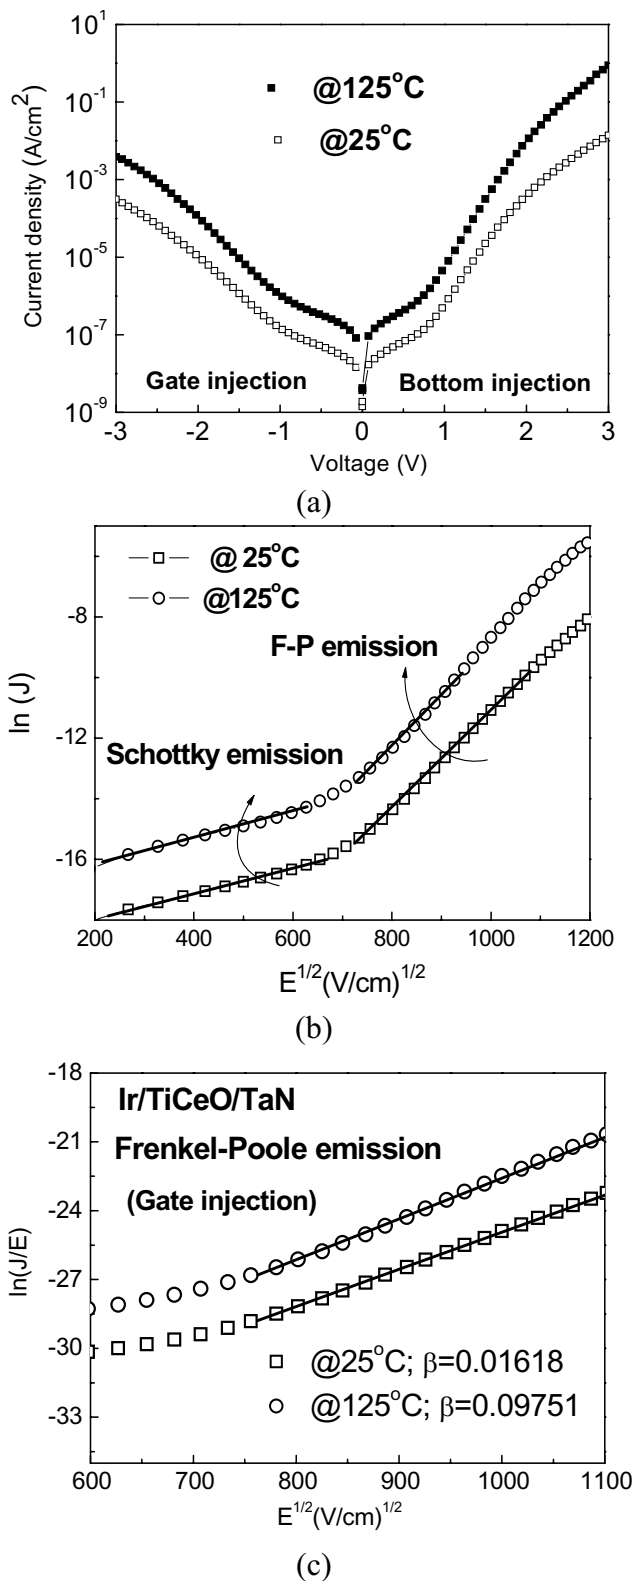 10^1
10^-1
10^-3
10^-5
10^-7
10^-9
Current density (A/cm^2)
@125°C
@25°C
Gate injection
Bottom injection
-3 -2 -1 0 1 2 3
Voltage (V)
(a)
@25°C
@125°C
F-P emission
Schottky emission
ln (J)
-8
-12
-16
200 400 600 800 1000 1200
E^1/2(V/cm)^1/2
(b)
-18
-21
-24
-27
-30
-33
ln(J/E)
Ir/TiCeO/TaN
Frenkel-Poole emission
(Gate injection)
@25°C; β=0.01618
@125°C; β=0.09751
600 700 800 900 1000 1100
E^1/2(V/cm)^1/2
(c)